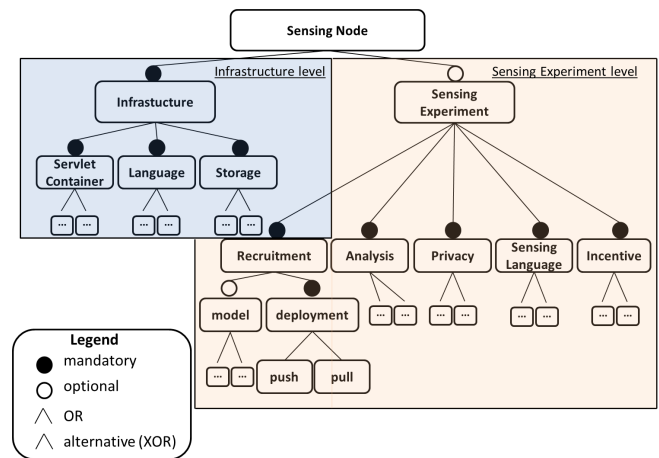 Sensing Node
Infrastructure level
Sensing Experiment level
Infrastucture
Sensing
Experiment
Servlet
Container
Language
Storage
... ... ... ... ... ...
Recruitment
Analysis
Privacy
Sensing
Language
Incentive
model
deployment
... ... ... ... ... ... ... ...
... ...
push
pull
Legend
mandatory
optional
OR
alternative (XOR)